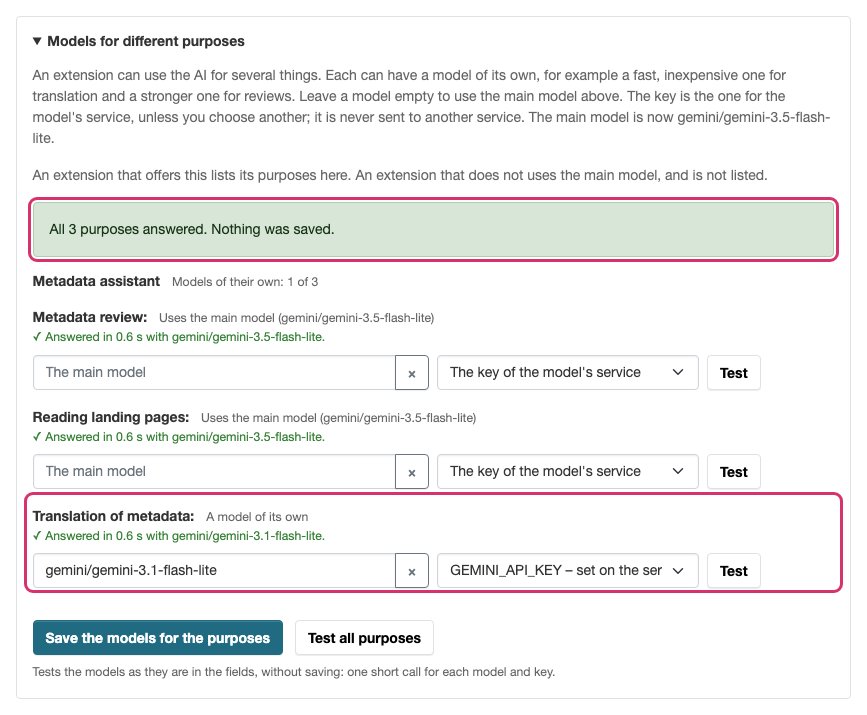 ▼ Models for different purposes
An extension can use the AI for several things. Each can have a model of its own, for example a fast, inexpensive one for
translation and a stronger one for reviews. Leave a model empty to use the main model above. The key is the one for the
model's service, unless you choose another; it is never sent to another service. The main model is now gemini/gemini-3.5-flash-
lite.
An extension that offers this lists its purposes here. An extension that does not uses the main model, and is not listed.
All 3 purposes answered. Nothing was saved.
Metadata assistant Models of their own: 1 of 3
Metadata review: Uses the main model (gemini/gemini-3.5-flash-lite)
✓ Answered in 0.6 s with gemini/gemini-3.5-flash-lite.
The main model × The key of the model's service Test
Reading landing pages: Uses the main model (gemini/gemini-3.5-flash-lite)
✓ Answered in 0.6 s with gemini/gemini-3.5-flash-lite.
The main model × The key of the model's service Test
Translation of metadata: A model of its own
✓ Answered in 0.6 s with gemini/gemini-3.1-flash-lite.
gemini/gemini-3.1-flash-lite × GEMINI_API_KEY – set on the ser Test
Save the models for the purposes Test all purposes
Tests the models as they are in the fields, without saving: one short call for each model and key.